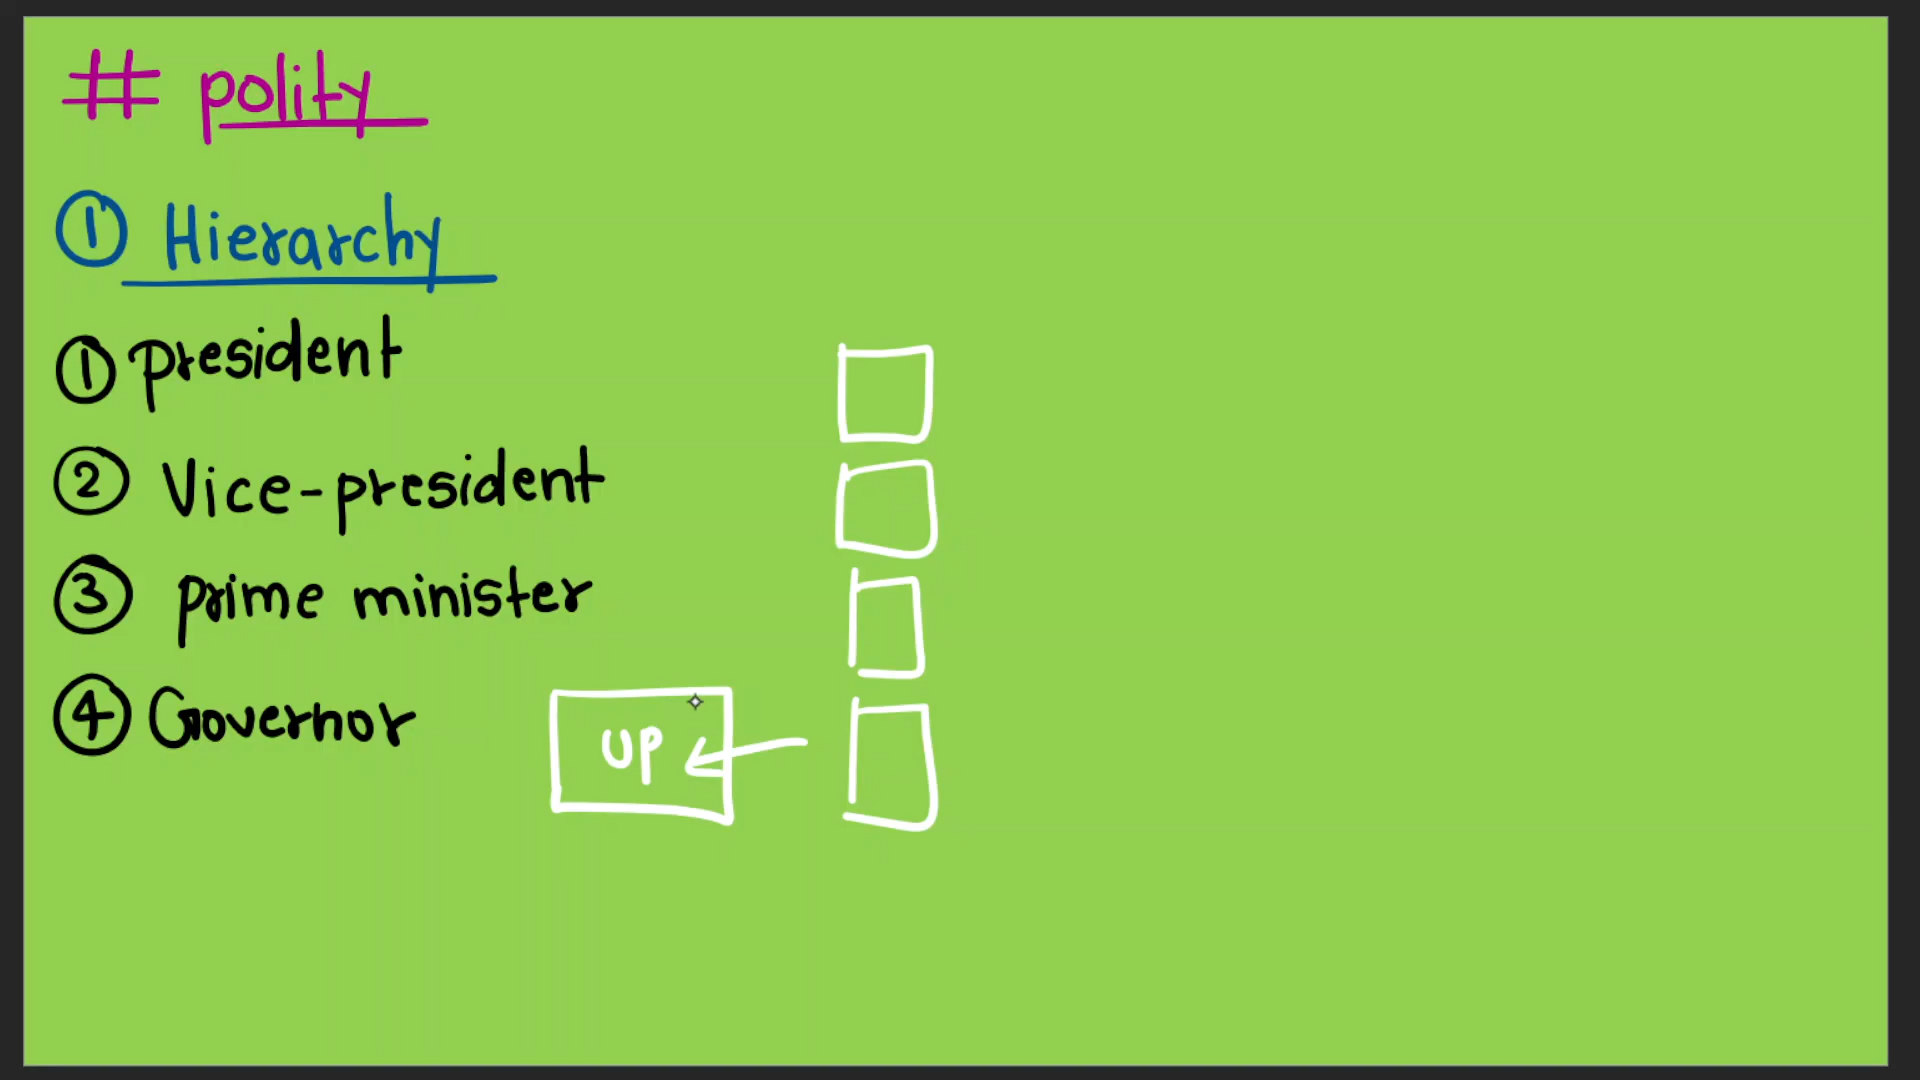 # polity
① Hierarchy
① president
② Vice-president
③ prime minister
④ Governor
UP